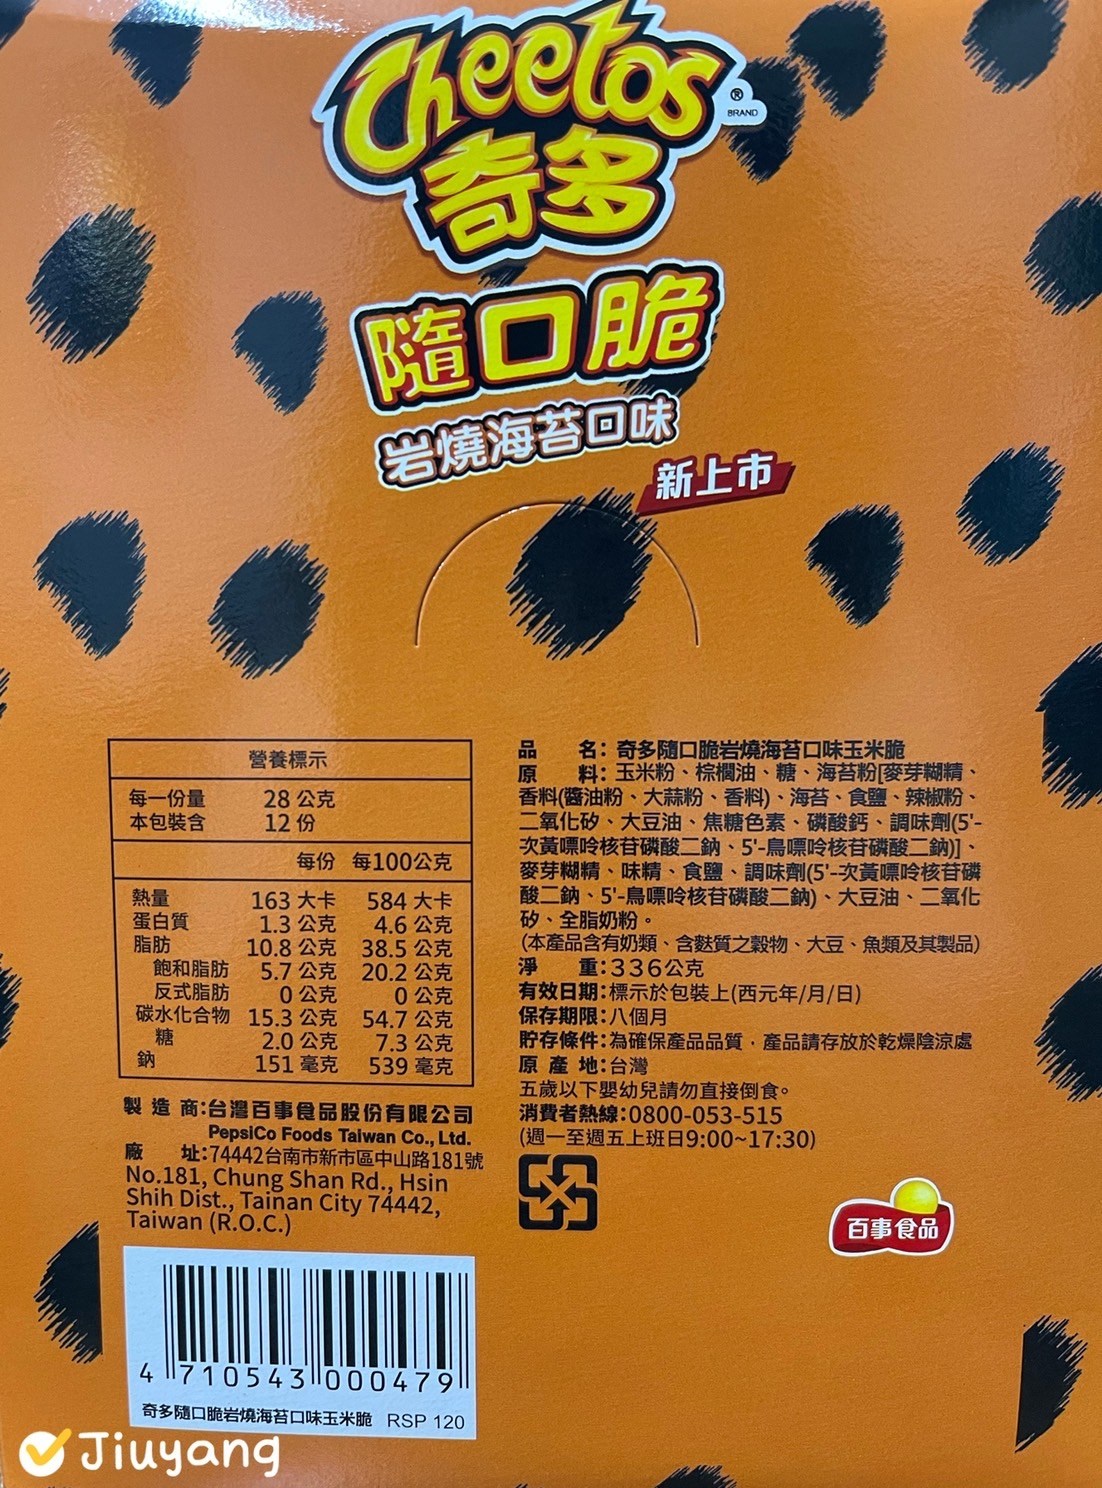 Cheetos
® BRAND
奇多
隨口脆
岩燒海苔口味
新上市
營養標示
每一份量 28 公克
本包裝含 12 份
每份 每100公克
熱量 163 大卡 584 大卡
蛋白質 1.3 公克 4.6 公克
脂肪 10.8 公克 38.5 公克
飽和脂肪 5.7 公克 20.2 公克
反式脂肪 0 公克 0 公克
碳水化合物 15.3 公克 54.7 公克
糖 2.0 公克 7.3 公克
鈉 151 毫克 539 毫克
製造商:台灣百事食品股份有限公司
PepsiCo Foods Taiwan Co., Ltd.
廠 址:74442台南市新市區中山路181號
No.181, Chung Shan Rd., Hsin
Shih Dist., Tainan City 74442,
Taiwan (R.O.C.)
品 名: 奇多隨口脆岩燒海苔口味玉米脆
原 料: 玉米粉、棕櫚油、糖、海苔粉[麥芽糊精、
香料(醬油粉、大蒜粉、香料)、海苔、食鹽、辣椒粉、
二氧化矽、大豆油、焦糖色素、磷酸鈣、調味劑(5'-
次黃嘌呤核苷磷酸二鈉、5'-鳥嘌呤核苷磷酸二鈉)]、
麥芽糊精、味精、食鹽、調味劑(5'-次黃嘌呤核苷磷
酸二鈉、5'-鳥嘌呤核苷磷酸二鈉)、大豆油、二氧化
矽、全脂奶粉。
(本產品含有奶類、含麩質之穀物、大豆、魚類及其製品)
淨 重:336公克
有效日期:標示於包裝上(西元年/月/日)
保存期限:八個月
貯存條件:為確保產品品質，產品請存放於乾燥陰涼處
原 產 地:台灣
五歲以下嬰幼兒請勿直接倒食。
消費者熱線:0800-053-515
(週一至週五上班日9:00~17:30)
百事食品
4 710543 000479
奇多隨口脆岩燒海苔口味玉米脆 RSP 120
Jiuyang